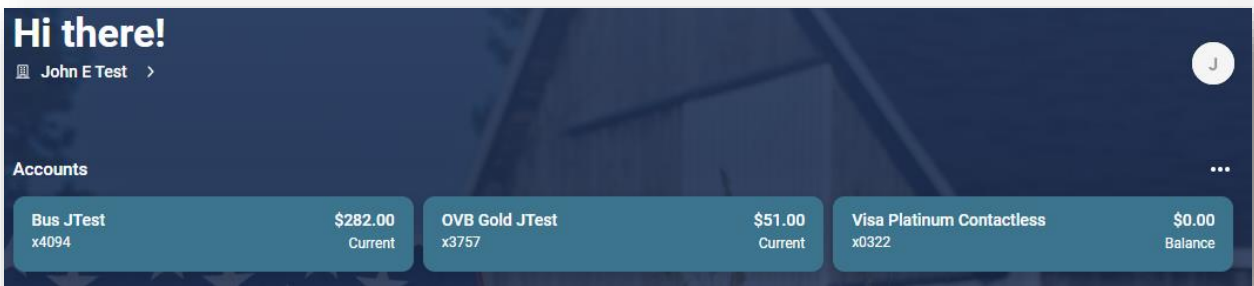 Hi there!
John E Test >
J
Accounts
Bus JTest $282.00
x4094 Current
OVB Gold JTest $51.00
x3757 Current
Visa Platinum Contactless $0.00
x0322 Balance